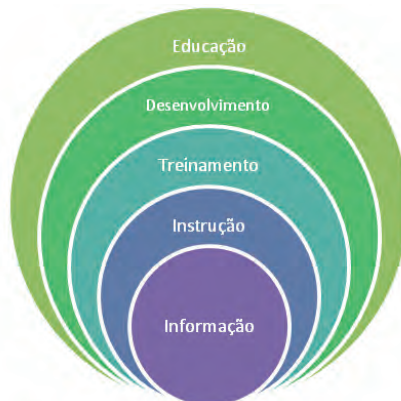 Educação
Desenvolvimento
Treinamento
Instrução
Informação